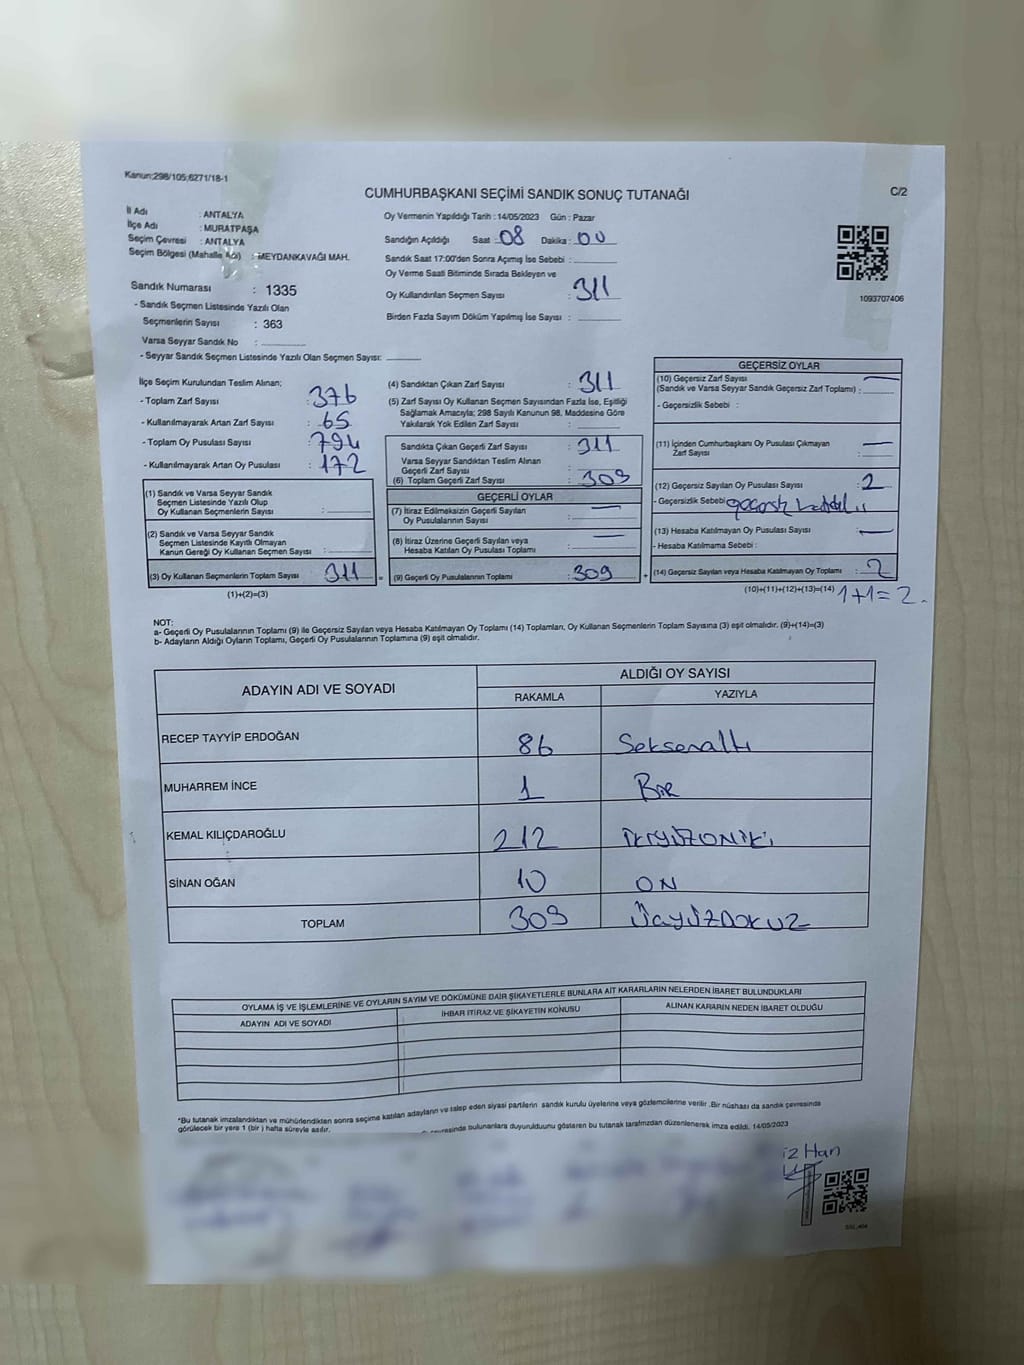 Kanun:298/105;6271/18-1
CUMHURBAŞKANI SEÇİMİ SANDIK SONUÇ TUTANAĞI
C/2
İl Adı : ANTALYA
İlçe Adı : MURATPAŞA
Seçim Çevresi : ANTALYA
Seçim Bölgesi (Mahalle Adı) : MEYDANKAVAĞI MAH.
Sandık Numarası : 1335
- Sandık Seçmen Listesinde Yazılı Olan
Seçmenlerin Sayısı : 363
Varsa Seyyar Sandık No :
- Seyyar Sandık Seçmen Listesinde Yazılı Olan Seçmen Sayısı:
Oy Vermenin Yapıldığı Tarih : 14/05/2023 Gün : Pazar
Sandığın Açıldığı Saat : 08 Dakika : 00
Sandık Saat 17:00'den Sonra Açımış İse Sebebi :
Oy Verme Saati Bitiminde Sırada Bekleyen ve
Oy Kullandırılan Seçmen Sayısı : 311
Birden Fazla Sayım Döküm Yapılmış İse Sayısı :
1093707406
İlçe Seçim Kurulundan Teslim Alınan;
- Toplam Zarf Sayısı : 376
- Kullanılmayarak Artan Zarf Sayısı : 65
- Toplam Oy Pusulası Sayısı : 794
- Kullanılmayarak Artan Oy Pusulası : 172
(1) Sandık ve Varsa Seyyar Sandık
Seçmen Listesinde Yazılı Olup
Oy Kullanan Seçmenlerin Sayısı :
(2) Sandık ve Varsa Seyyar Sandık
Seçmen Listesinde Kayıtlı Olmayan
Kanun Gereği Oy Kullanan Seçmen Sayısı :
(3) Oy Kullanan Seçmenlerin Toplam Sayısı : 311 =
(1)+(2)=(3)
(4) Sandıktan Çıkan Zarf Sayısı : 311
(5) Zarf Sayısı Oy Kullanan Seçmen Sayısından Fazla İse, Eşitliği
Sağlamak Amacıyla; 298 Sayılı Kanunun 98. Maddesine Göre
Yakılarak Yok Edilen Zarf Sayısı :
Sandıkta Çıkan Geçerli Zarf Sayısı : 311
Varsa Seyyar Sandıktan Teslim Alınan
Geçerli Zarf Sayısı :
(6) Toplam Geçerli Zarf Sayısı : 309
GEÇERLİ OYLAR
(7) İtiraz Edilmeksizin Geçerli Sayılan
Oy Pusulalarının Sayısı :
(8) İtiraz Üzerine Geçerli Sayılan veya
Hesaba Katılan Oy Pusulası Toplamı :
(9) Geçerli Oy Pusulalarının Toplamı : 309 +
GEÇERSİZ OYLAR
(10) Geçersiz Zarf Sayısı
(Sandık ve Varsa Seyyar Sandık Geçersiz Zarf Toplamı) :
- Geçersizlik Sebebi :
(11) İçinden Cumhurbaşkanı Oy Pusulası Çıkmayan
Zarf Sayısı :
(12) Geçersiz Sayılan Oy Pusulası Sayısı : 2
- Geçersizlik Sebebi
(13) Hesaba Katılmayan Oy Pusulası Sayısı :
- Hesaba Katılmama Sebebi :
(14) Geçersiz Sayılan veya Hesaba Katılmayan Oy Toplamı : 2
(10)+(11)+(12)+(13)=(14) 1+1=2.
NOT:
a- Geçerli Oy Pusulalarının Toplamı (9) ile Geçersiz Sayılan veya Hesaba Katılmayan Oy Pusulası Toplamı (14) Toplamları, Oy Kullanan Seçmenlerin Toplam Sayısına (3) eşit olmalıdır. (9)+(14)=(3)
b- Adayların Aldığı Oyların Toplamı, Geçerli Oy Pusulalarının Toplamına (9) eşit olmalıdır.
ADAYIN ADI VE SOYADI ALDIĞI OY SAYISI
RAKAMLA YAZIYLA
RECEP TAYYİP ERDOĞAN 86 Seksenaltı
MUHARREM İNCE 1 BİR
KEMAL KILIÇDAROĞLU 212 İKİYÜZONİKİ
SİNAN OĞAN 10 ON
TOPLAM 309 ÜÇYÜZDOKUZ
OYLAMA İŞ VE İŞLEMLERİNE VE OYLARIN SAYIM VE DÖKÜMÜNE DAİR ŞİKAYETLERLE BUNLARA AİT KARARLARIN NELERDEN İBARET BULUNDUKLARI
ADAYIN ADI VE SOYADI İHBAR İTİRAZ VE ŞİKAYETİN KONUSU ALINAN KARARIN NEDEN İBARET OLDUĞU
*Bu tutanak imzalandıktan ve mühürlendikten sonra seçime katılan adayların ve talep eden siyasi partilerin sandık kurulu üyelerine veya gözlemcilerine verilir. Bir nüshası da sandık çevresinde
görülecek bir yere 1 (bir) hafta süreyle asılır.
bulunanlara duyurulduunu gösteren bu tutanak tarafımızdan düzenlenerek imza edildi. 14/05/2023
iz Han